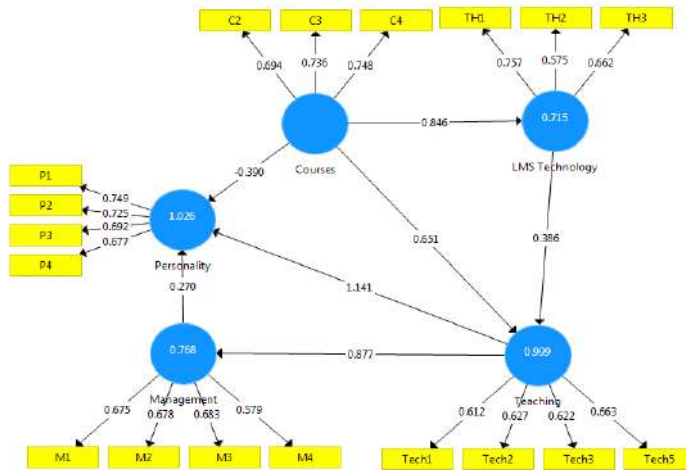 C2
C3
C4
TH1
TH2
TH3
0.694
0.736
0.748
0.757
0.575
0.662
0.846
0.715
Courses
LMS Technology
-0.390
P1
P2
P3
P4
0.749
0.725
0.692
0.677
1.026
Personality
0.651
0.386
1.141
0.270
0.768
0.877
0.999
Management
Teaching
0.675
0.678
0.683
0.579
0.612
0.627
0.622
0.663
M1
M2
M3
M4
Tech1
Tech2
Tech3
Tech5